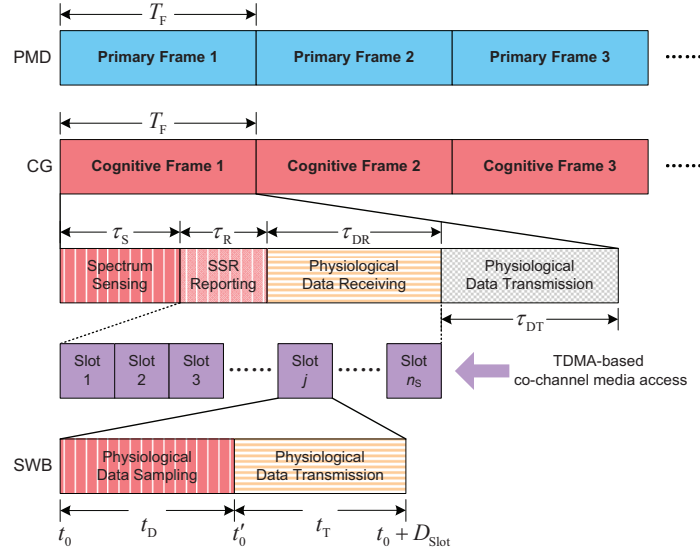 T_F
PMD Primary Frame 1 Primary Frame 2 Primary Frame 3 ······
T_F
CG Cognitive Frame 1 Cognitive Frame 2 Cognitive Frame 3 ······
τ_S τ_R τ_DR
Spectrum Sensing SSR Reporting Physiological Data Receiving Physiological Data Transmission
τ_DT
Slot 1 Slot 2 Slot 3 ······ Slot j ······ Slot n_S
TDMA-based
co-channel media access
SWB Physiological Data Sampling Physiological Data Transmission
t_0 t_D t′_0 t_T t_0 + D_Slot